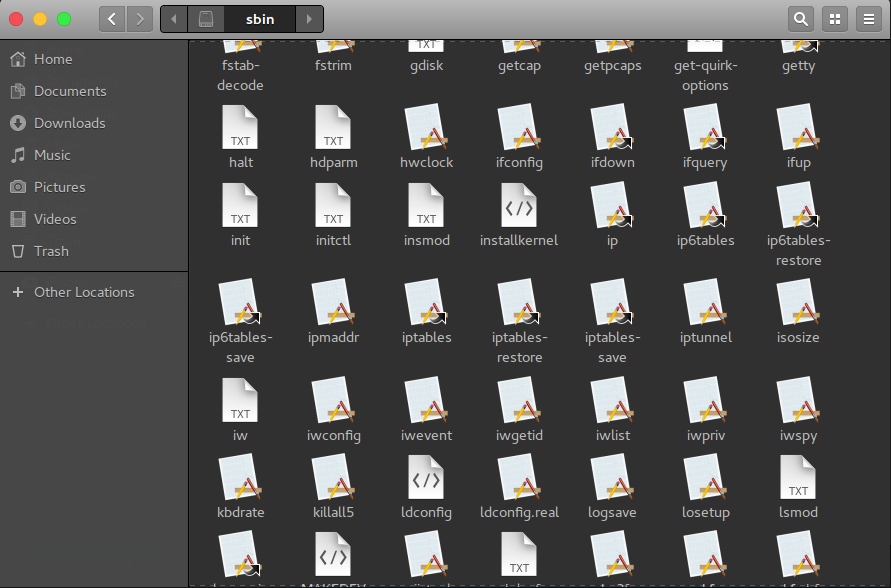 sbin
Home
Documents
Downloads
Music
Pictures
Videos
Trash
Other Locations
TXT
fstab-
decode
fstrim
gdisk
getcap
getpcaps
get-quirk-
options
getty
TXT
TXT
halt
hdparm
hwclock
ifconfig
ifdown
ifquery
ifup
TXT
TXT
TXT
</>
init
initctl
insmod
installkernel
ip
ip6tables
ip6tables-
restore
ip6tables-
save
ipmaddr
iptables
iptables-
restore
iptables-
save
iptunnel
isosize
TXT
iw
iwconfig
iwevent
iwgetid
iwlist
iwpriv
iwspy
</>
TXT
kbdrate
killall5
ldconfig
ldconfig.real
logsave
losetup
lsmod
</>
TXT
MAKEDEV